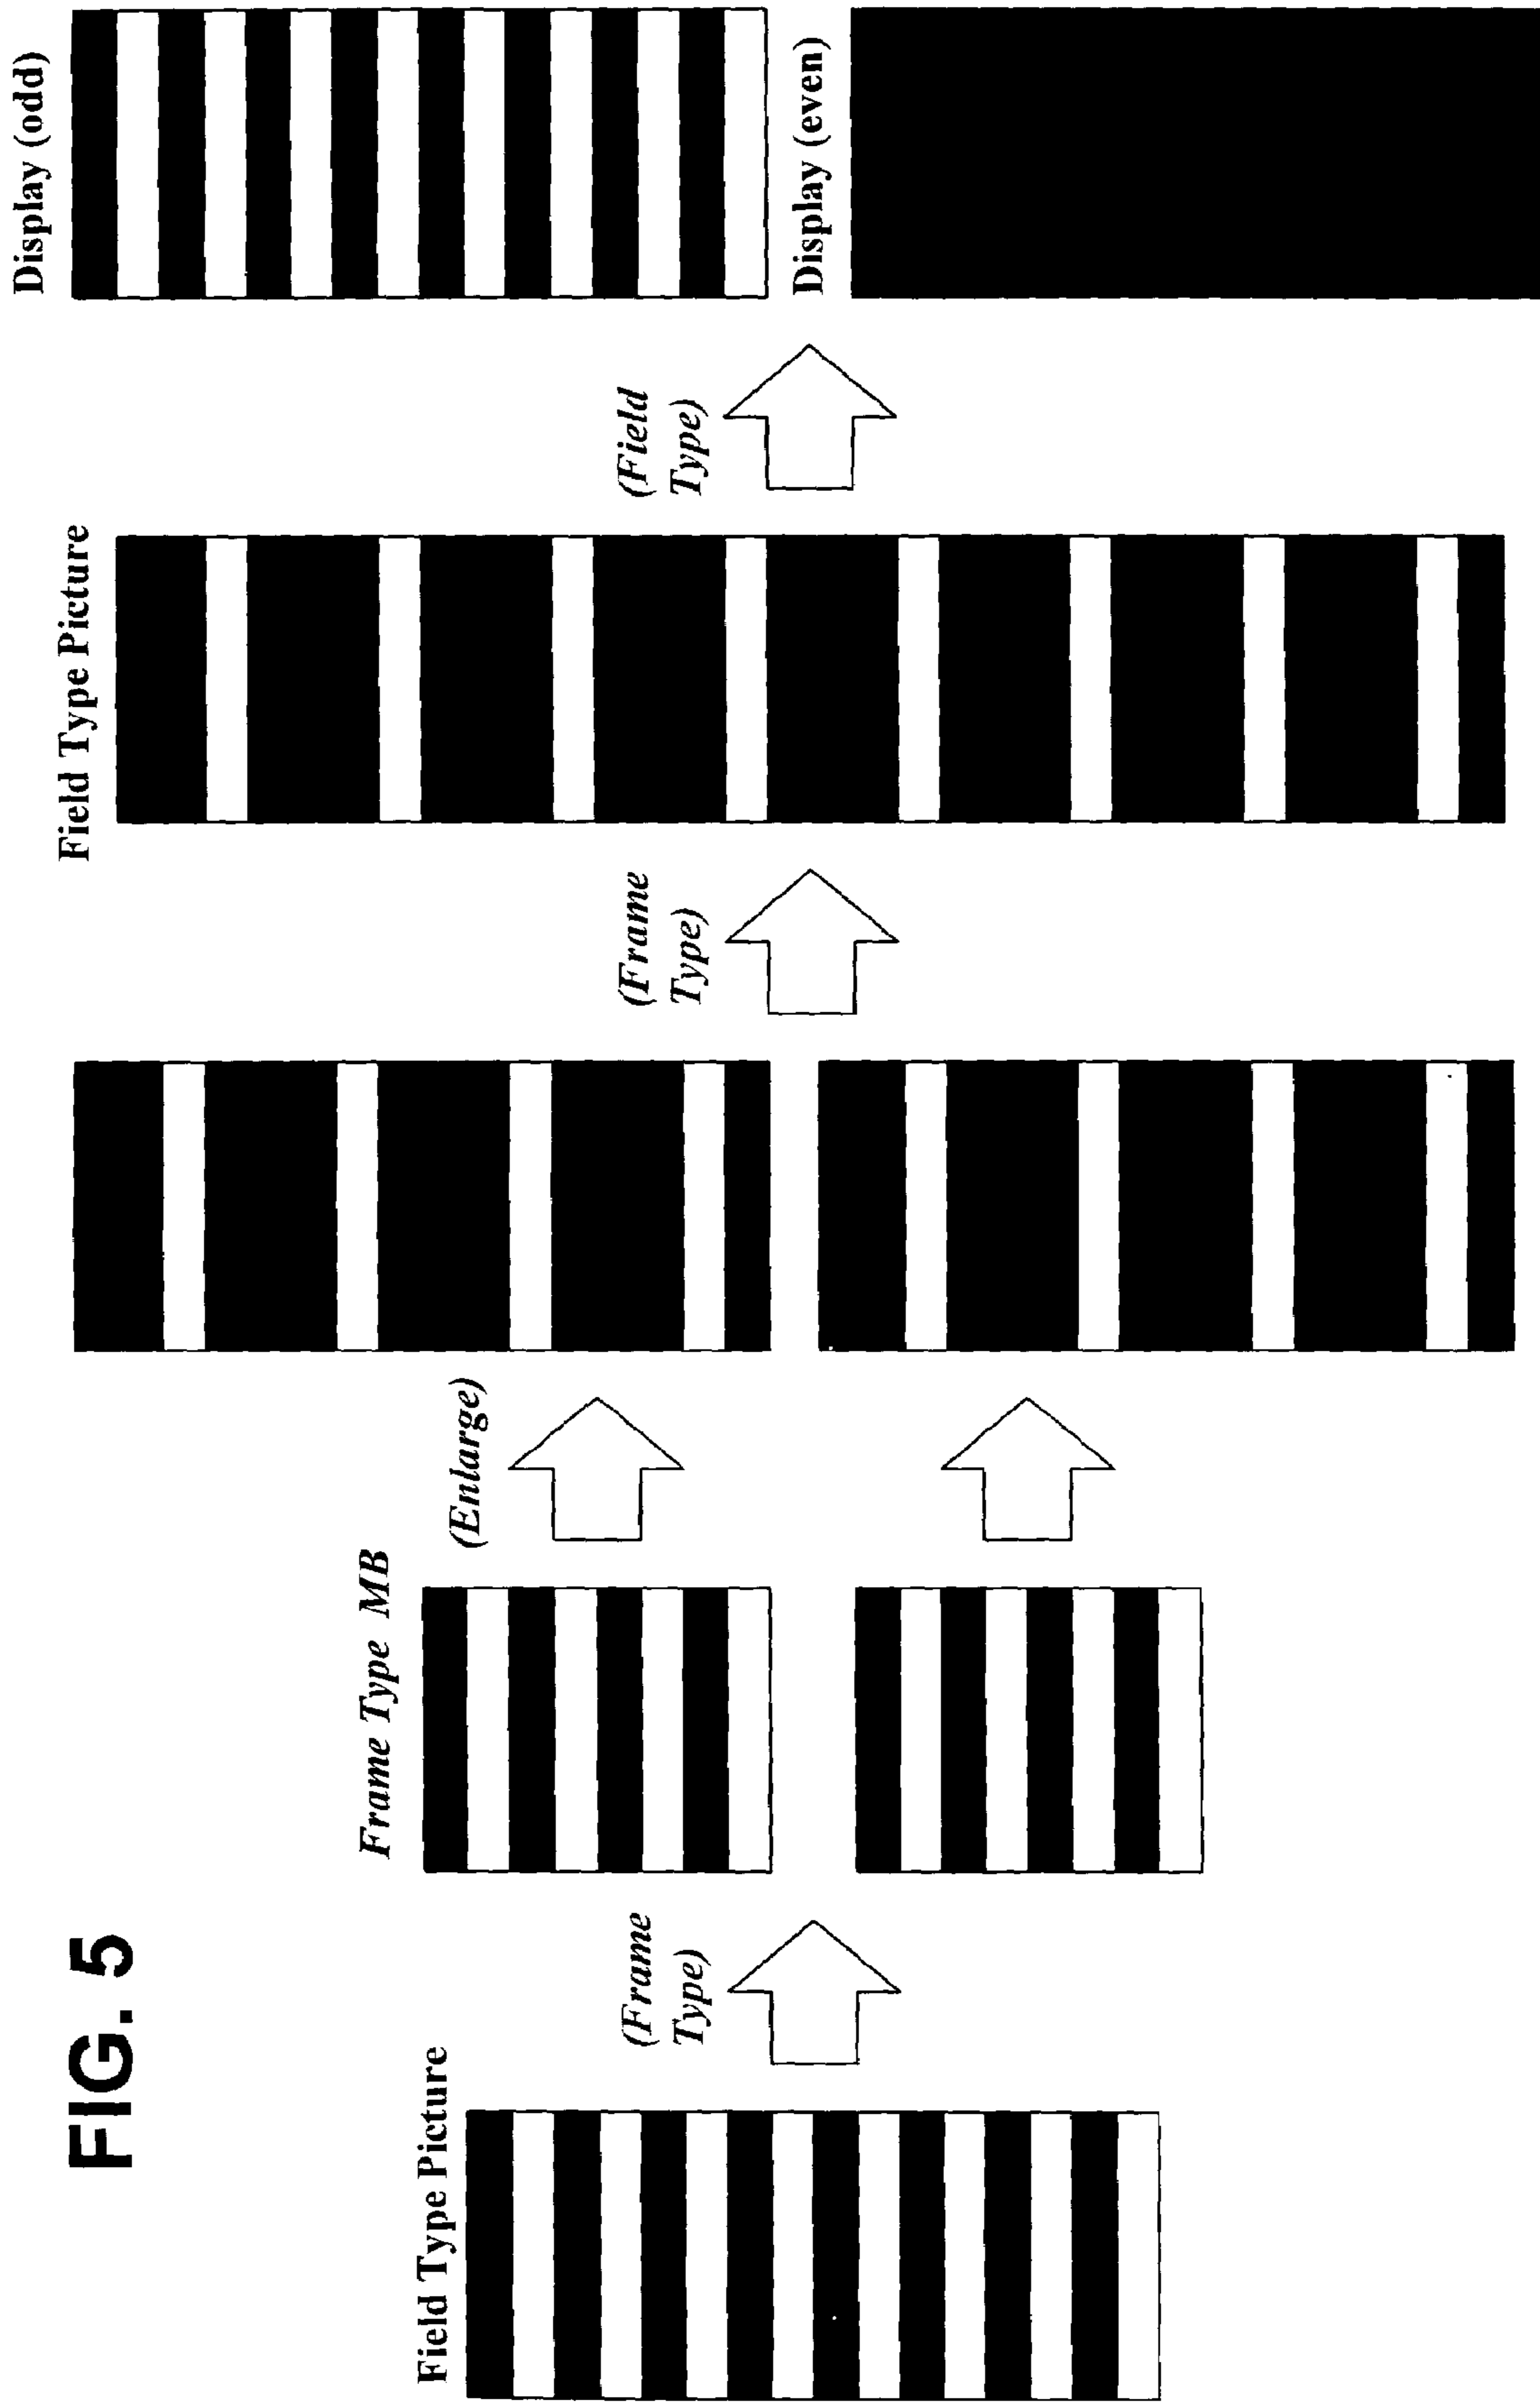 FIG. 5
Field Type Picture
(Frame
Type)
Frame Type MB
(Enlarge)
(Frame
Type)
Field Type Picture
(Field
Type)
Display (odd)
Display (even)